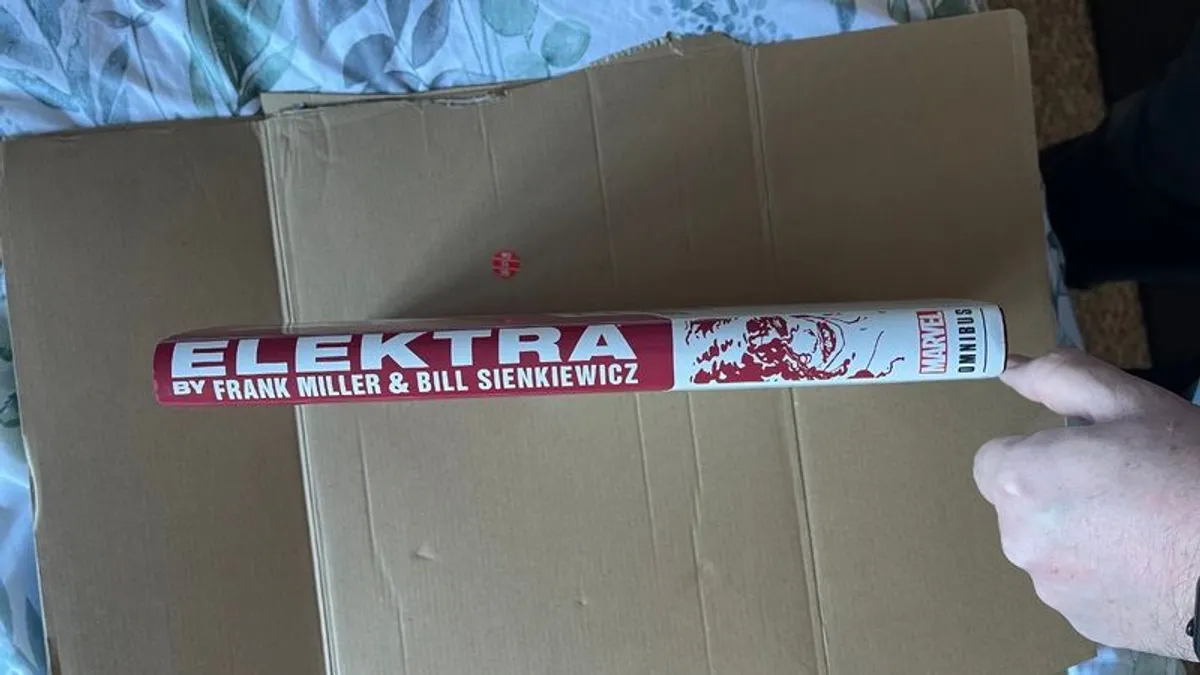 ELEKTRA
BY FRANK MILLER & BILL SIENKIEWICZ
MARVEL
OMNIBUS